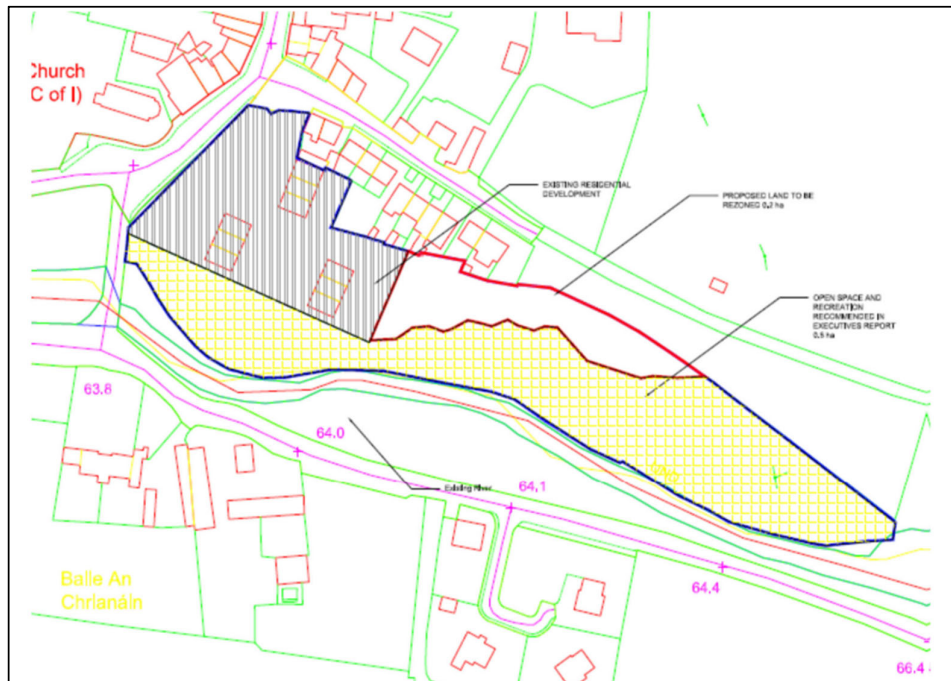 Church
C of I)
EXISTING RESIDENTIAL
DEVELOPMENT
PROPOSED LAND TO BE
REZONED 0.2 ha
OPEN SPACE AND
RECREATION
RECOMMENDED IN
EXECUTIVES REPORT
0.5 ha
63.8
64.0
Existing River
64.1
64.4
Baile An
Chrianáin
66.4